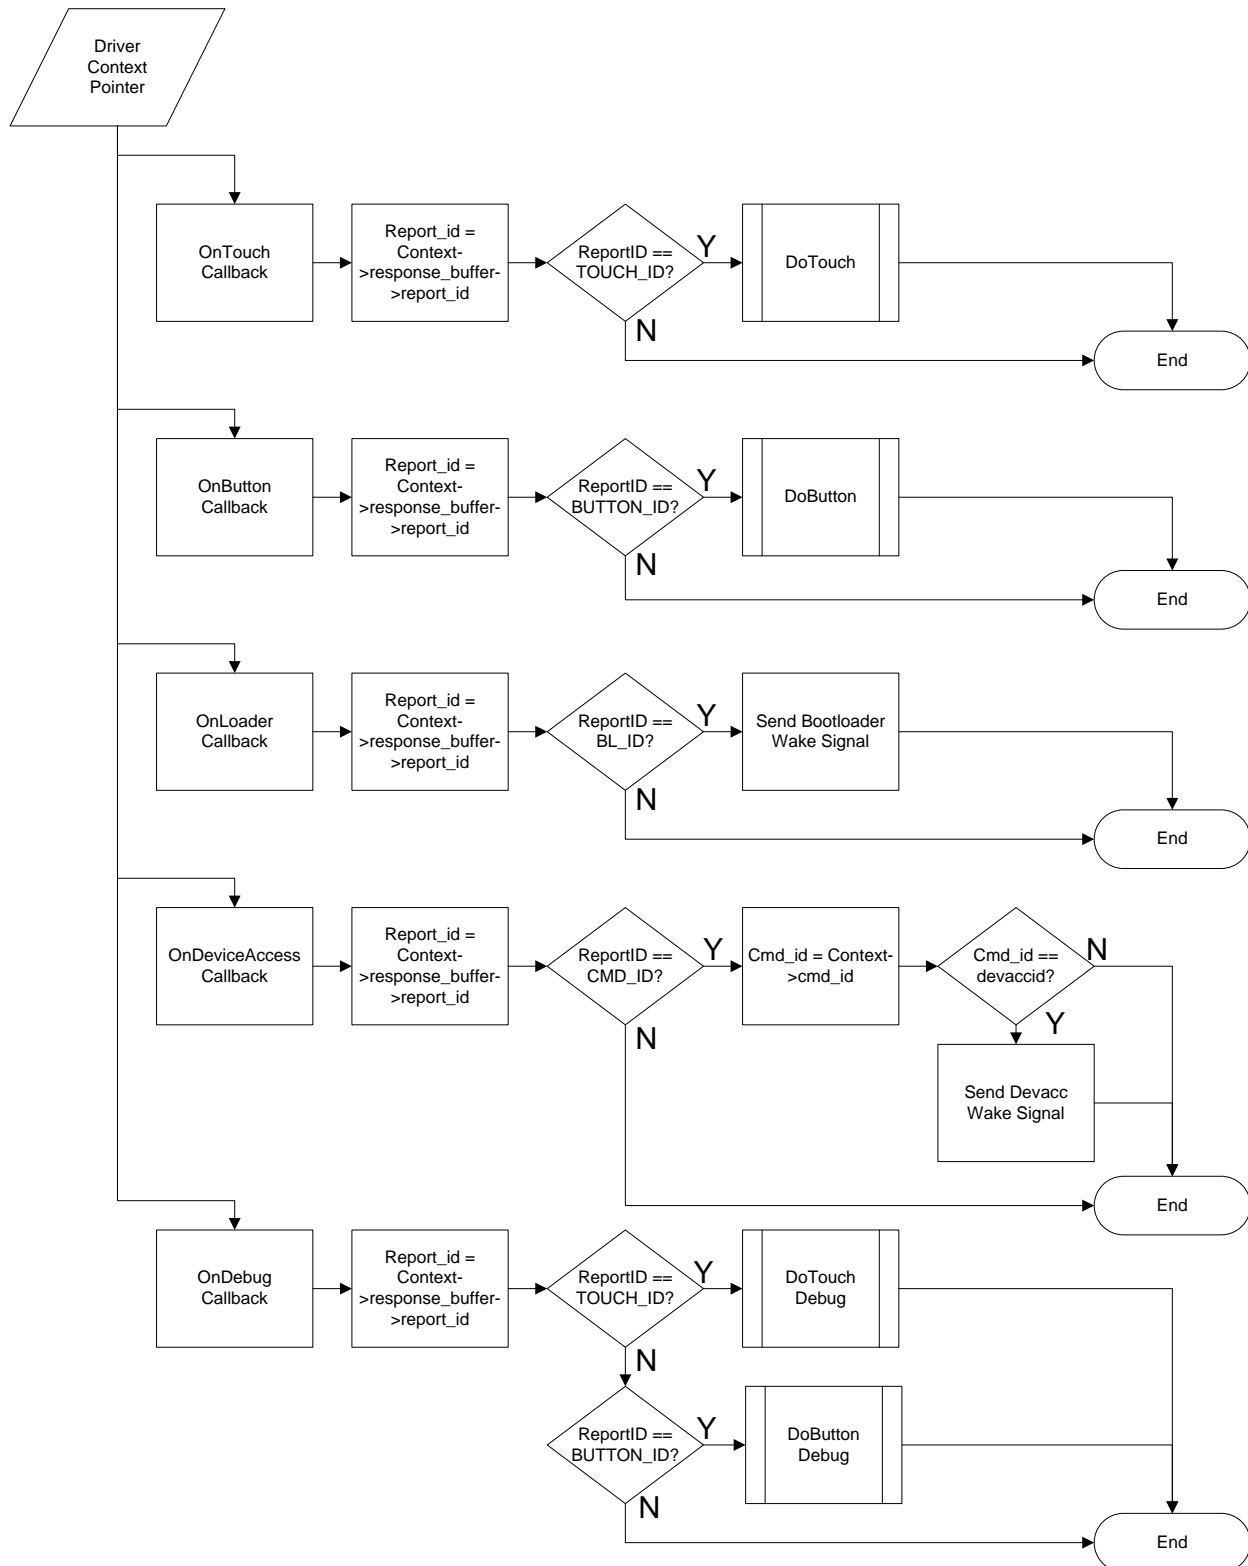 Driver
Context
Pointer
OnTouch
Callback
Report_id =
Context-
>response_buffer-
>report_id
ReportID ==
TOUCH_ID?
Y
N
DoTouch
End
OnButton
Callback
Report_id =
Context-
>response_buffer-
>report_id
ReportID ==
BUTTON_ID?
Y
N
DoButton
End
OnLoader
Callback
Report_id =
Context-
>response_buffer-
>report_id
ReportID ==
BL_ID?
Y
N
Send Bootloader
Wake Signal
End
OnDeviceAccess
Callback
Report_id =
Context-
>response_buffer-
>report_id
ReportID ==
CMD_ID?
Y
N
Cmd_id = Context-
>cmd_id
Cmd_id ==
devaccid?
N
Y
Send Devacc
Wake Signal
End
OnDebug
Callback
Report_id =
Context-
>response_buffer-
>report_id
ReportID ==
TOUCH_ID?
Y
N
DoTouch
Debug
ReportID ==
BUTTON_ID?
Y
N
DoButton
Debug
End